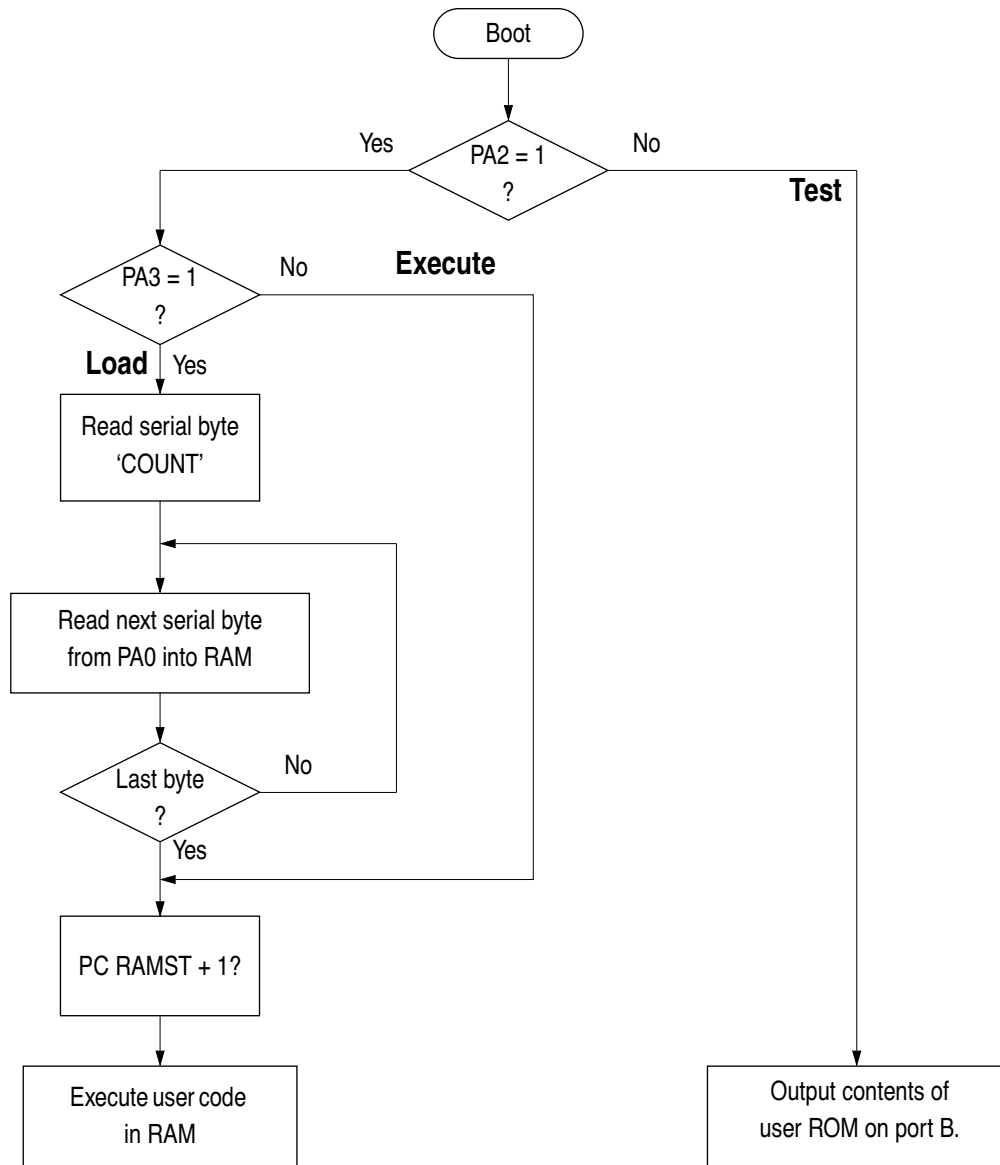 Boot
Yes
PA2 = 1
?
No
Test
PA3 = 1
?
No
Execute
Load
Yes
Read serial byte
‘COUNT’
Read next serial byte
from PA0 into RAM
Last byte
?
No
Yes
PC RAMST + 1?
Execute user code
in RAM
Output contents of
user ROM on port B.